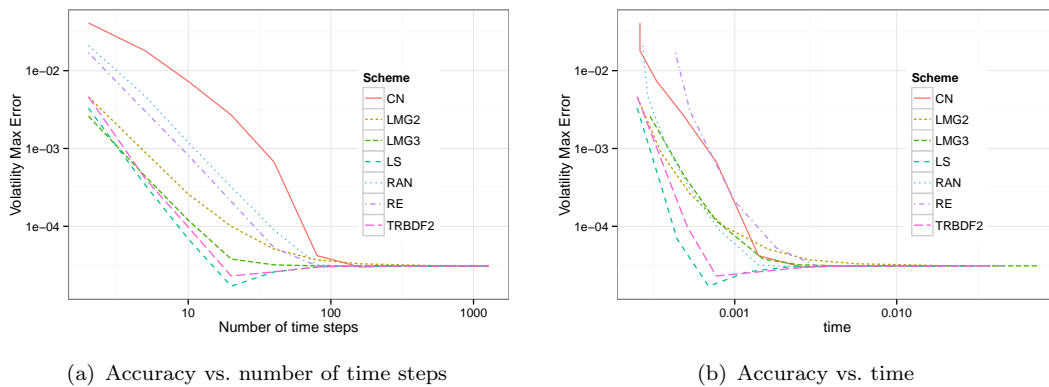 Volatility Max Error
1e-02
1e-03
1e-04
10
100
1000
Number of time steps
Scheme
CN
LMG2
LMG3
LS
RAN
RE
TRBDF2
(a) Accuracy vs. number of time steps
Volatility Max Error
1e-02
1e-03
1e-04
0.001
0.010
time
Scheme
CN
LMG2
LMG3
LS
RAN
RE
TRBDF2
(b) Accuracy vs. time